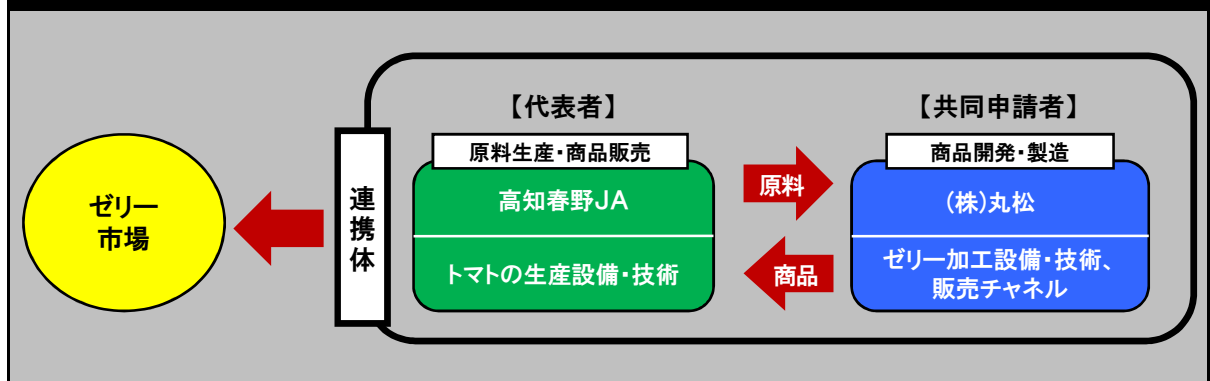 ゼリー
市場
連携体
【代表者】
原料生産・商品販売
高知春野JA
トマトの生産設備・技術
原料
商品
【共同申請者】
商品開発・製造
(株)丸松
ゼリー加工設備・技術、
販売チャネル